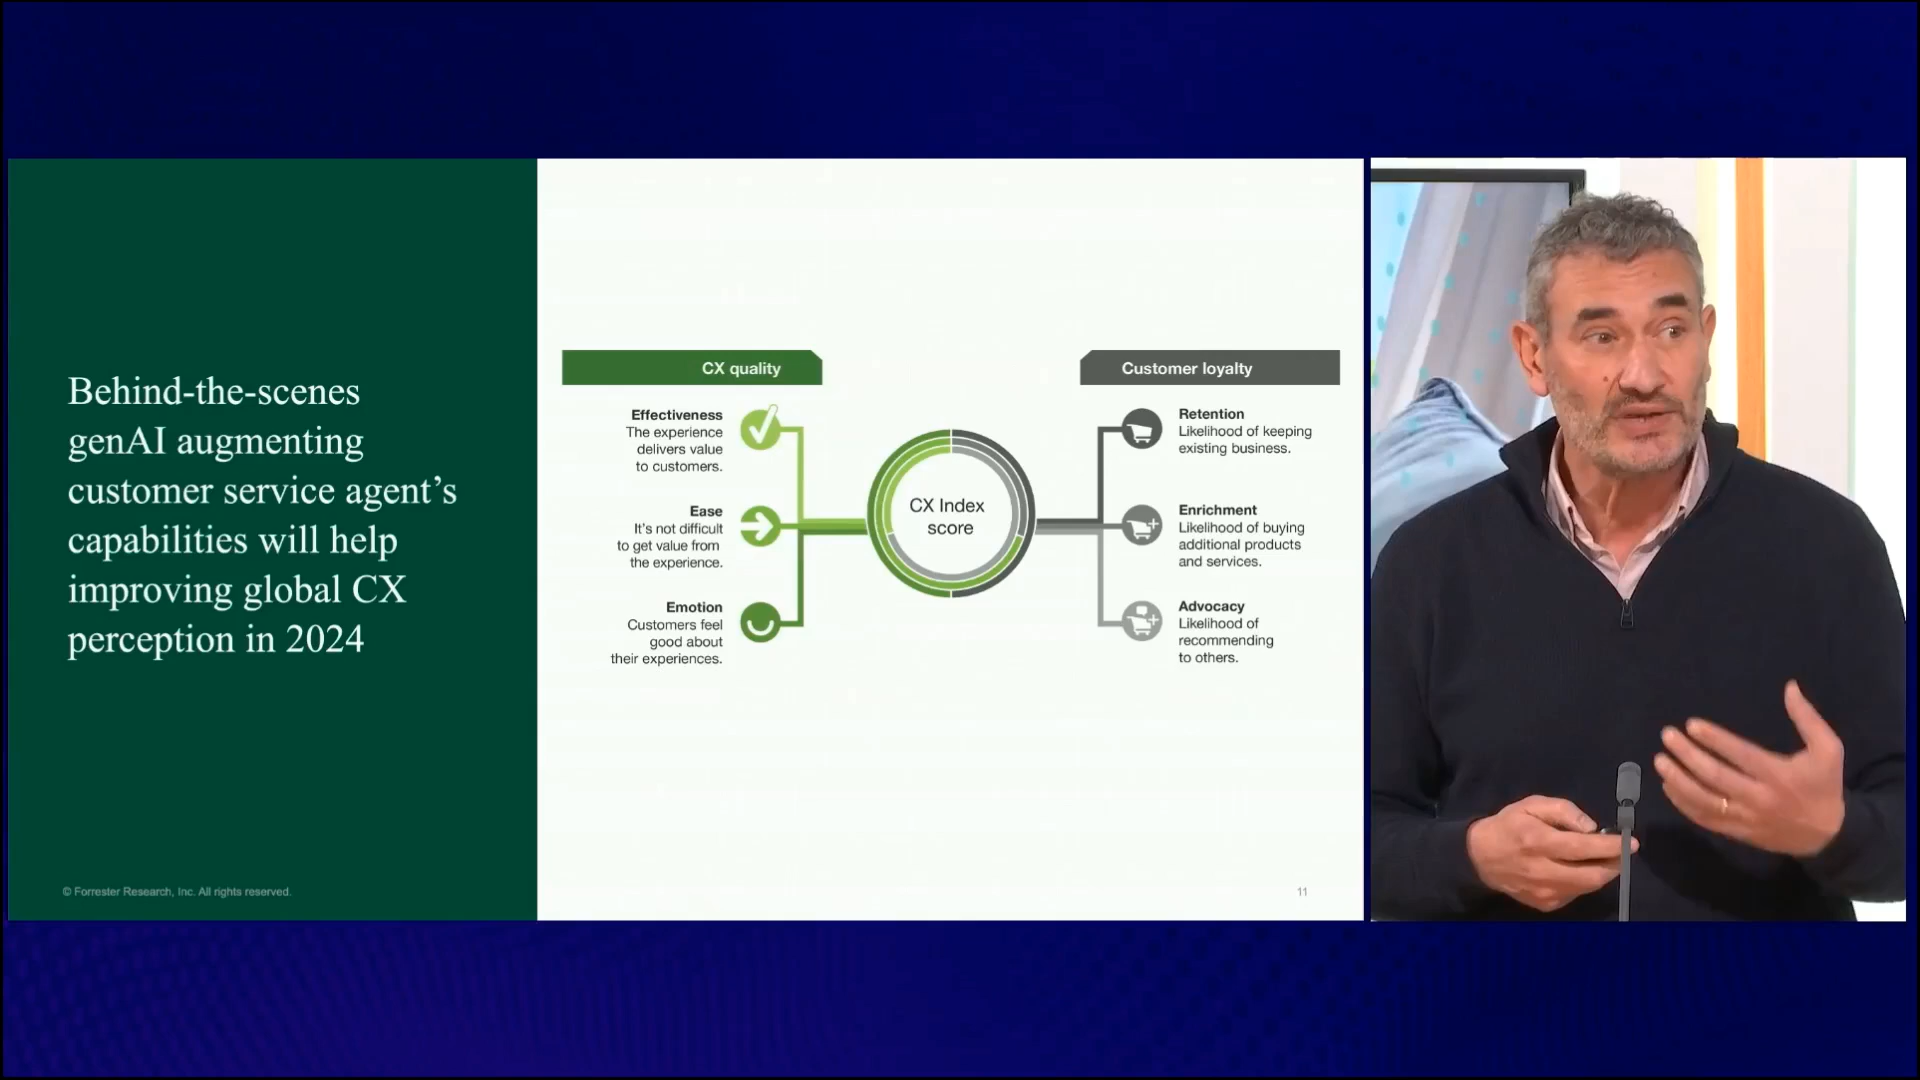 Behind-the-scenes
genAI augmenting
customer service agent’s
capabilities will help
improving global CX
perception in 2024
© Forrester Research, Inc. All rights reserved.
CX quality
Effectiveness
The experience
delivers value
to customers.
Ease
It's not difficult
to get value from
the experience.
Emotion
Customers feel
good about
their experiences.
CX Index
score
Customer loyalty
Retention
Likelihood of keeping
existing business.
Enrichment
Likelihood of buying
additional products
and services.
Advocacy
Likelihood of
recommending
to others.
11